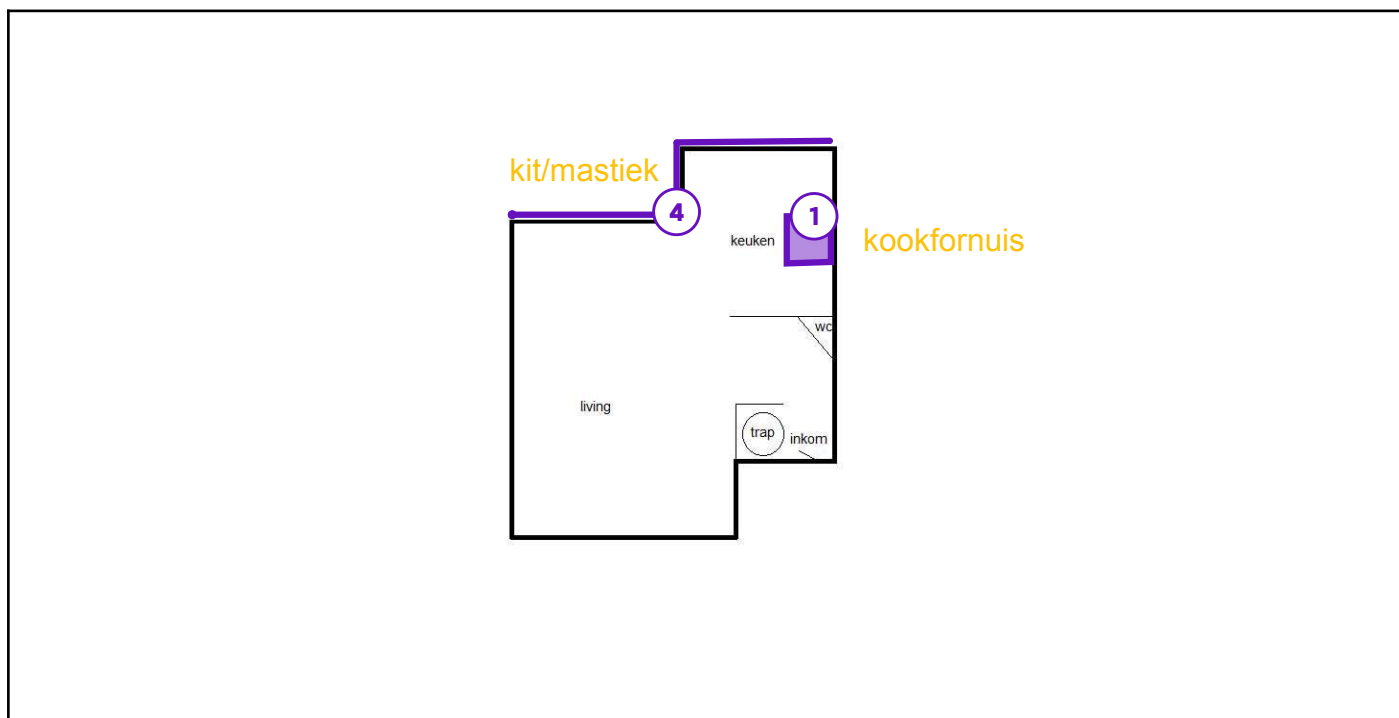 kit/mastiek
4
1
keuken
kookfornuis
wc
living
trap
inkom